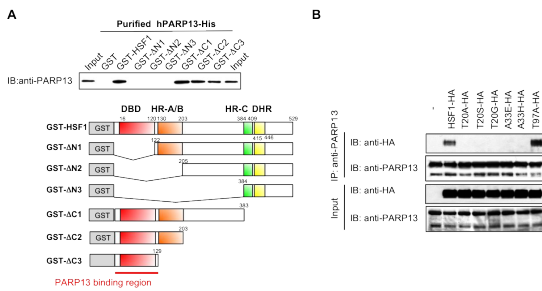 A
Purified hPARP13-His
Input
GST
GST-HSF1
GST-ΔN1
GST-ΔN2
GST-ΔN3
GST-ΔC1
GST-ΔC2
GST-ΔC3
Input
IB:anti-PARP13
DBD HR-A/B HR-C DHR
16 120 130 203 384 409 529
GST-HSF1 GST
415 446
GST-ΔN1 GST 122
GST-ΔN2 GST 205
GST-ΔN3 GST 384
GST-ΔC1 GST 383
GST-ΔC2 GST 203
GST-ΔC3 GST 129
PARP13 binding region
B
-
HSF1-HA
T20A-HA
T20S-HA
T20G-HA
A33E-HA
A33H-HA
T97A-HA
IP: anti-PARP13
IB: anti-HA
IB: anti-PARP13
Input
IB: anti-HA
IB: anti-PARP13